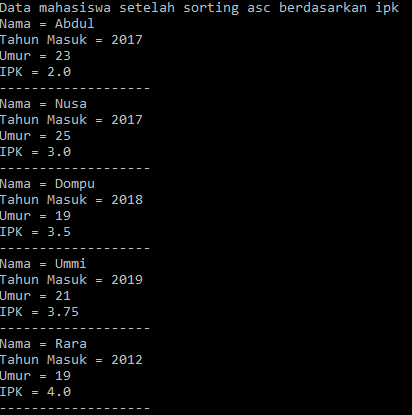 Data mahasiswa setelah sorting asc berdasarkan ipk
Nama = Abdul
Tahun Masuk = 2017
Umur = 23
IPK = 2.0
-------------------
Nama = Nusa
Tahun Masuk = 2017
Umur = 25
IPK = 3.0
-------------------
Nama = Dompu
Tahun Masuk = 2018
Umur = 19
IPK = 3.5
-------------------
Nama = Ummi
Tahun Masuk = 2019
Umur = 21
IPK = 3.75
-------------------
Nama = Rara
Tahun Masuk = 2012
Umur = 19
IPK = 4.0
-------------------